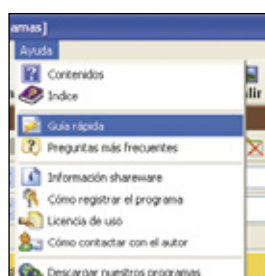 amas]
Ayuda
Contenidos
Indice
lir
Guía rápida
Preguntas más frecuentes
Información shareware
Cómo registrar el programa
Licencia de uso
Cómo contactar con el autor
Descargar nuestros programas